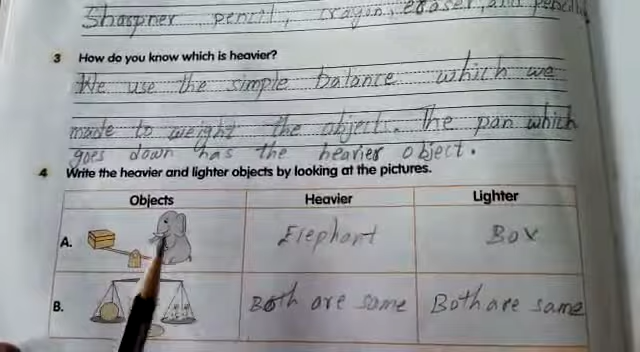 Sharpner, pencil, crayon, eraser, and pencil
3 How do you know which is heavier?
We use the simple balance which we
made to weight the object. The pan which
goes down has the heavier object.
4 Write the heavier and lighter objects by looking at the pictures.
Objects Heavier Lighter
A. Elephant Box
B. Both are same Both are same